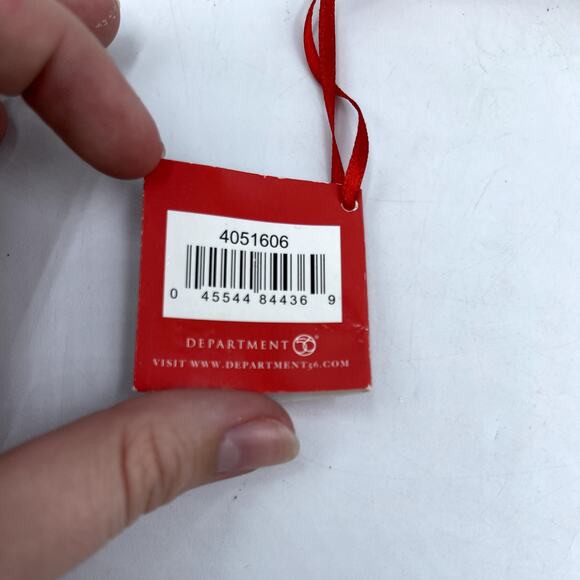 4051606
0 45544 84436 9
DEPARTMENT 56
VISIT WWW.DEPARTMENT56.COM